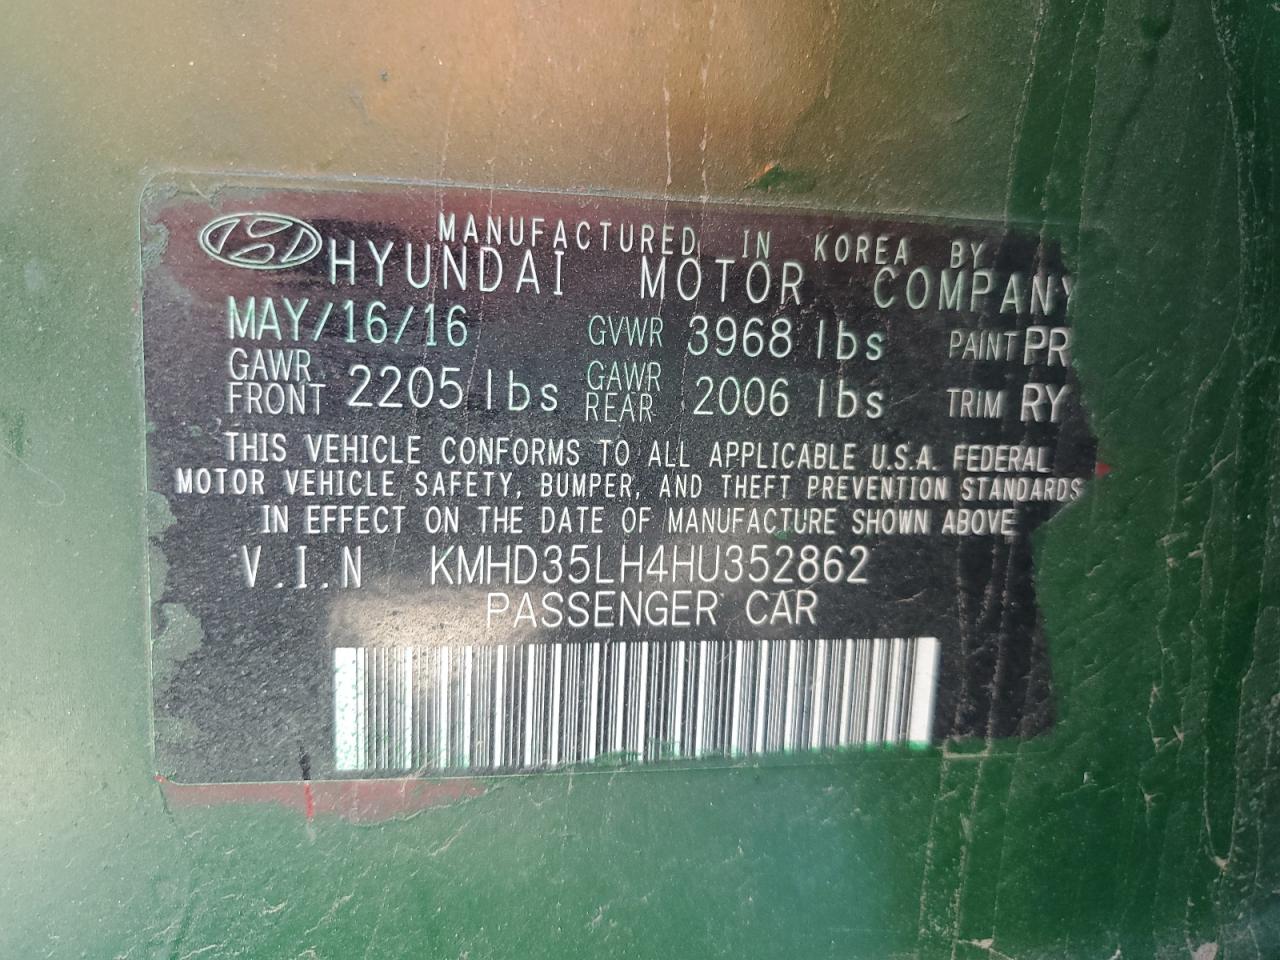 MANUFACTURED IN KOREA BY
HYUNDAI MOTOR COMPANY
MAY/16/16 GVWR 3968 lbs PAINT PR
GAWR FRONT 2205 lbs GAWR REAR 2006 lbs TRIM RY
THIS VEHICLE CONFORMS TO ALL APPLICABLE U.S.A. FEDERAL
MOTOR VEHICLE SAFETY, BUMPER, AND THEFT PREVENTION STANDARDS
IN EFFECT ON THE DATE OF MANUFACTURE SHOWN ABOVE
V.I.N KMHD35LH4HU352862
PASSENGER CAR